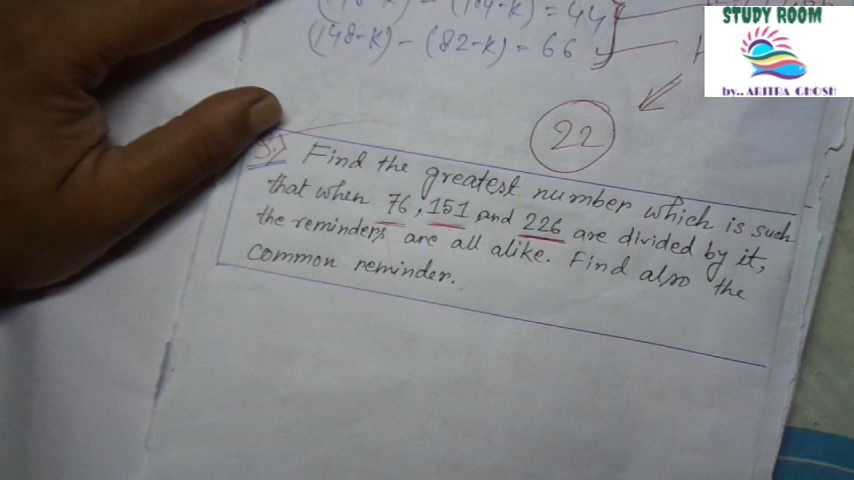 = 44
(148-K) - (82-K) = 66
22
STUDY ROOM
by.. ARITRA GHOSH
5.) Find the greatest number which is such
that when 76, 151 and 226 are divided by it,
the reminders are all alike. Find also the
common reminder.